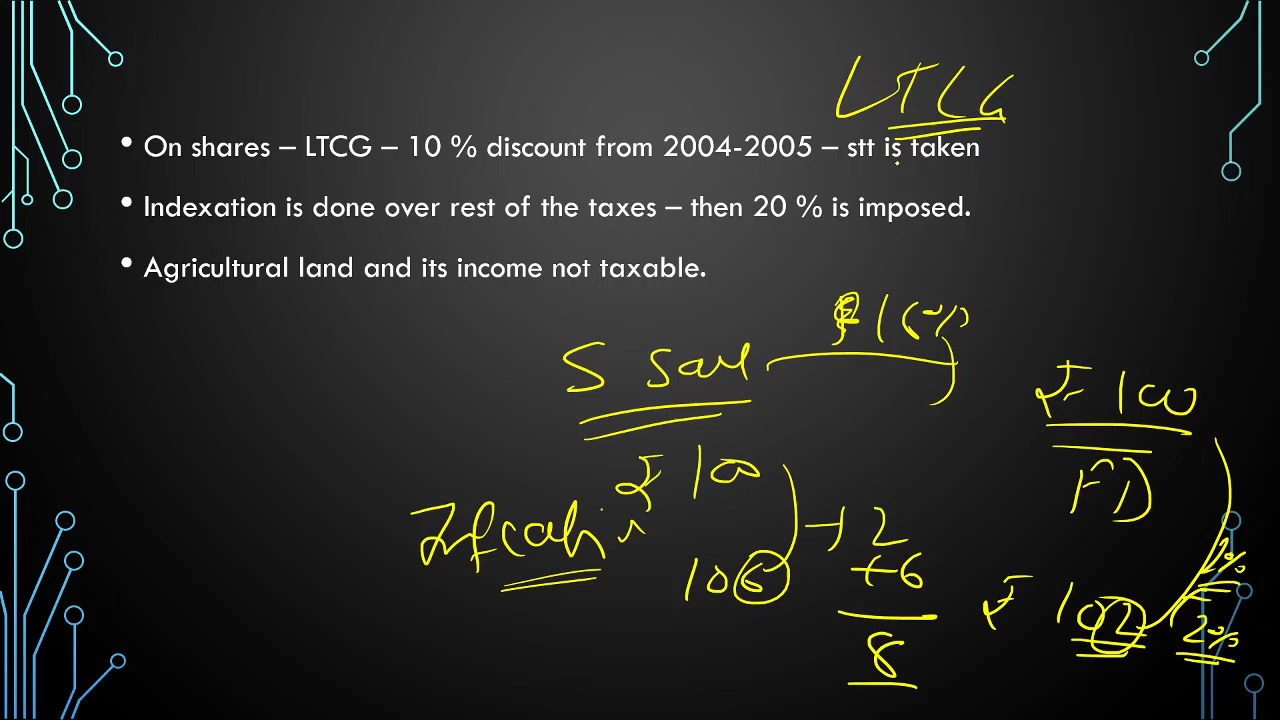 LTCG
• On shares – LTCG – 10 % discount from 2004-2005 – stt is taken
• Indexation is done over rest of the taxes – then 20 % is imposed.
• Agricultural land and its income not taxable.
₹ 100
₹ 100
FD
106
2
+6
8
₹ 102
2%
2%